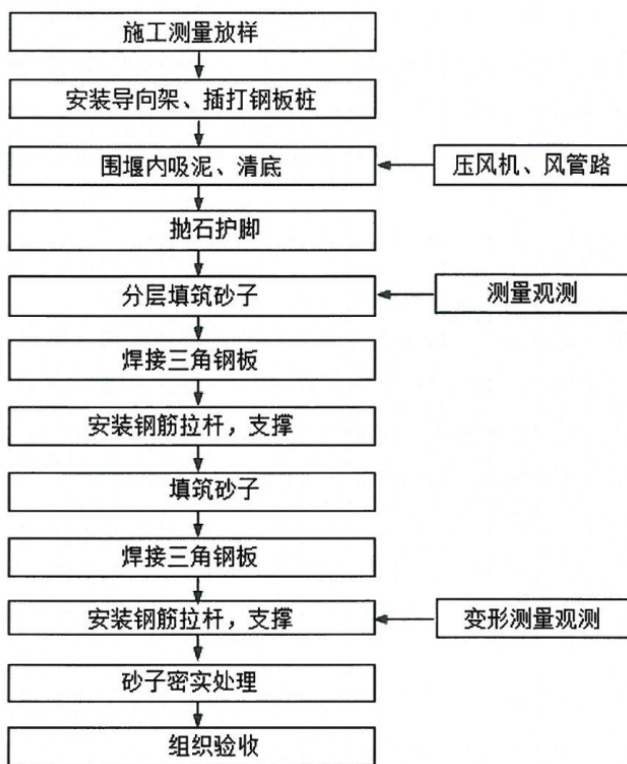 施工测量放样
安装导向架、插打钢板桩
围堰内吸泥、清底
压风机、风管路
抛石护脚
分层填筑砂子
测量观测
焊接三角钢板
安装钢筋拉杆，支撑
填筑砂子
焊接三角钢板
安装钢筋拉杆，支撑
变形测量观测
砂子密实处理
组织验收